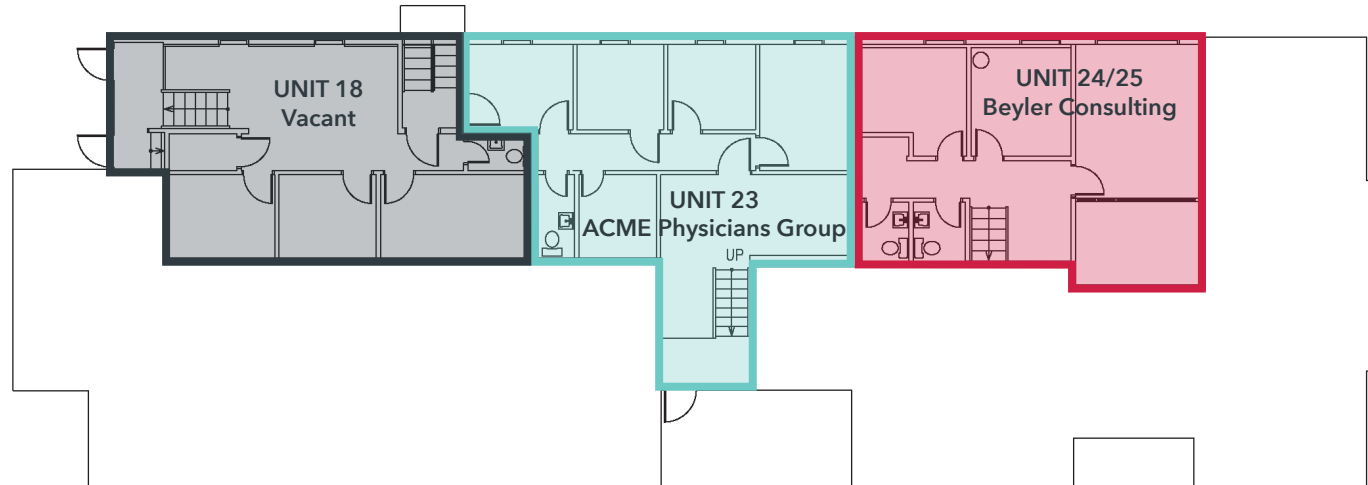 UNIT 18
Vacant
UNIT 23
ACME Physicians Group
UP
UNIT 24/25
Beyler Consulting